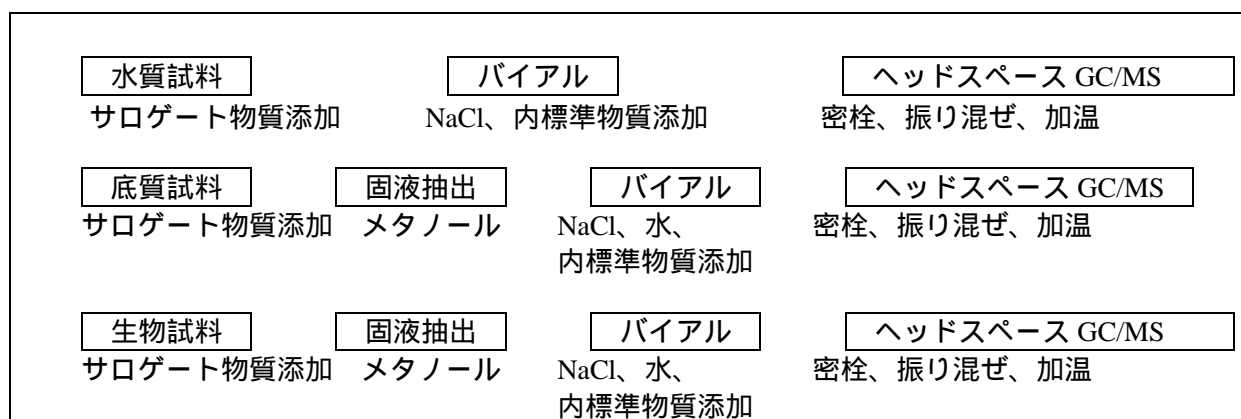 水質試料 バイアル ヘッドスペース GC/MS
サロゲート物質添加 NaCl、内標準物質添加 密栓、振り混ぜ、加温
底質試料 固液抽出 バイアル ヘッドスペース GC/MS
サロゲート物質添加 メタノール NaCl、水、 密栓、振り混ぜ、加温
内標準物質添加
生物試料 固液抽出 バイアル ヘッドスペース GC/MS
サロゲート物質添加 メタノール NaCl、水、 密栓、振り混ぜ、加温
内標準物質添加